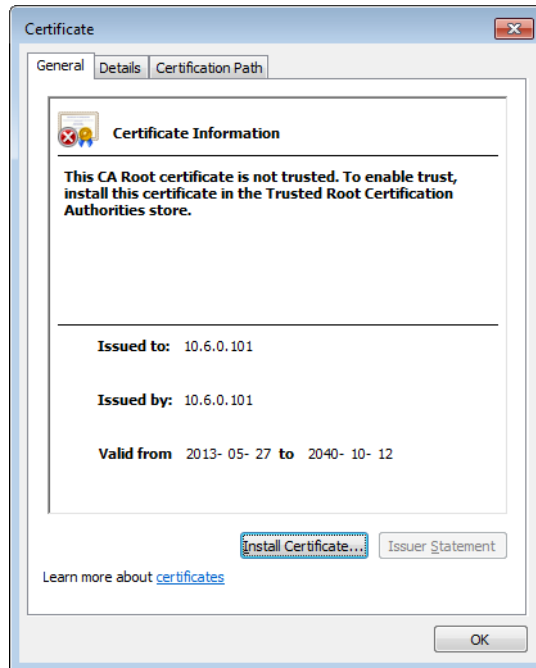 Certificate
General Details Certification Path
Certificate Information
This CA Root certificate is not trusted. To enable trust,
install this certificate in the Trusted Root Certification
Authorities store.
Issued to: 10.6.0.101
Issued by: 10.6.0.101
Valid from 2013- 05- 27 to 2040- 10- 12
Install Certificate... Issuer Statement
Learn more about certificates
OK